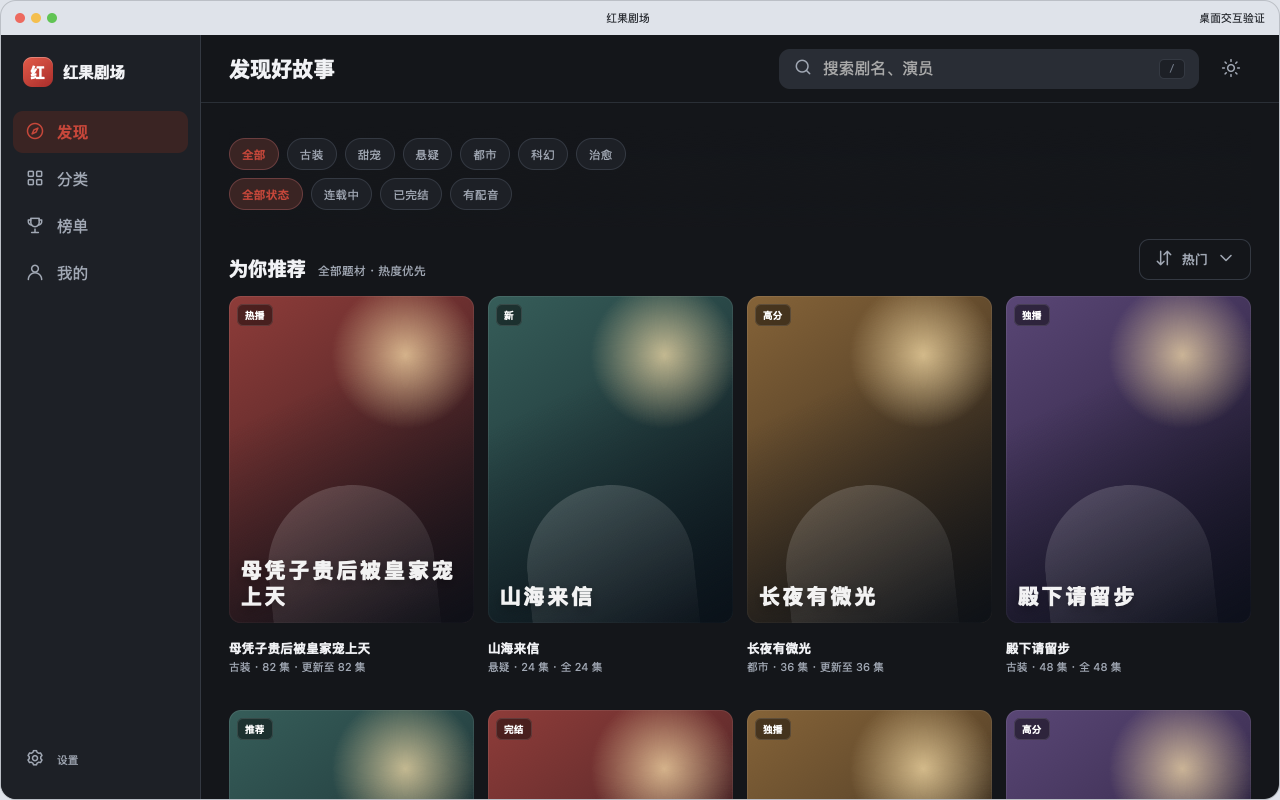 红果剧场
桌面交互验证
红 红果剧场
发现
分类
榜单
我的
设置
发现好故事
搜索剧名、演员 /
全部 古装 甜宠 悬疑 都市 科幻 治愈
全部状态 连载中 已完结 有配音
为你推荐 全部题材 · 热度优先
热门
热播
母凭子贵后被皇家宠
上天
母凭子贵后被皇家宠上天
古装 · 82 集 · 更新至 82 集
新
山海来信
山海来信
悬疑 · 24 集 · 全 24 集
高分
长夜有微光
长夜有微光
都市 · 36 集 · 更新至 36 集
独播
殿下请留步
殿下请留步
古装 · 48 集 · 全 48 集
推荐
完结
独播
高分